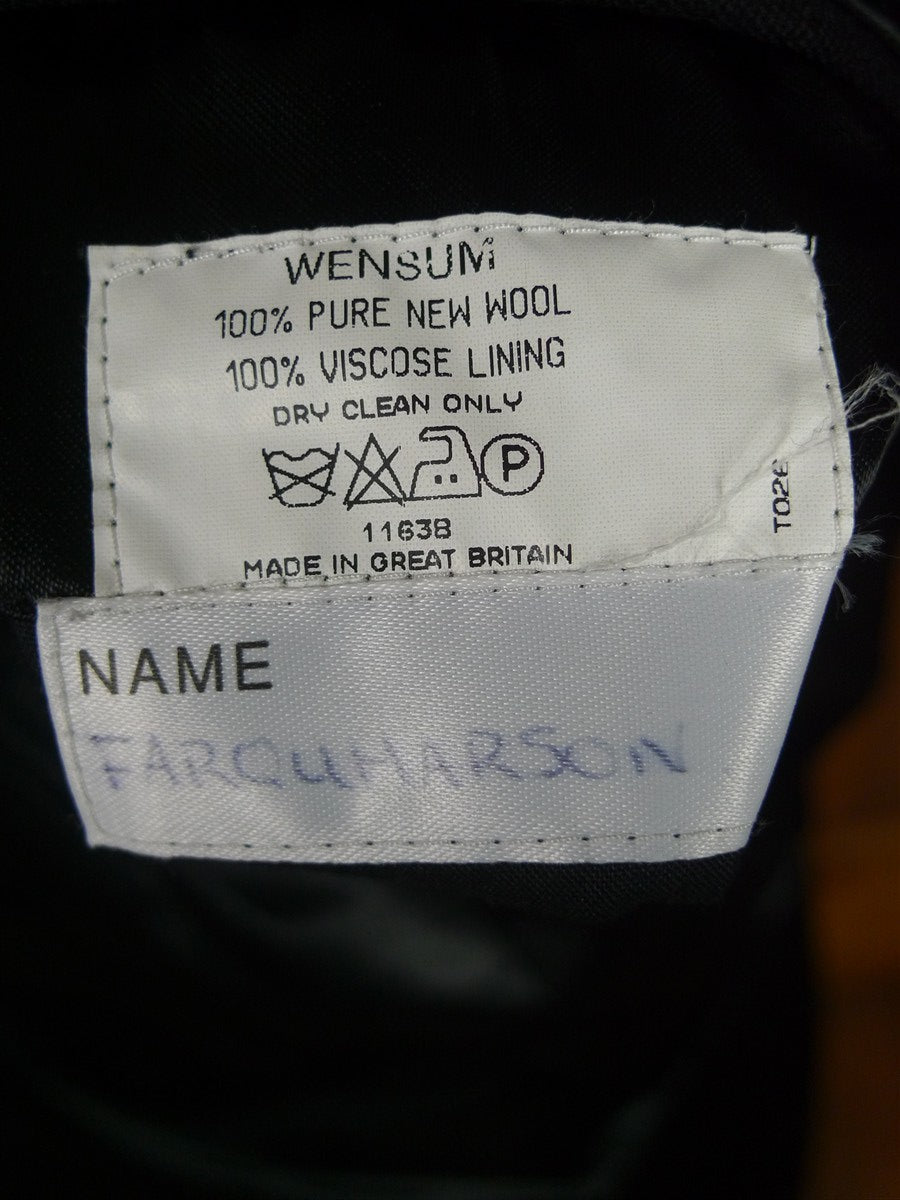 WENSUM
100% PURE NEW WOOL
100% VISCOSE LINING
DRY CLEAN ONLY
P
11638
MADE IN GREAT BRITAIN
NAME
FARQUHARSON